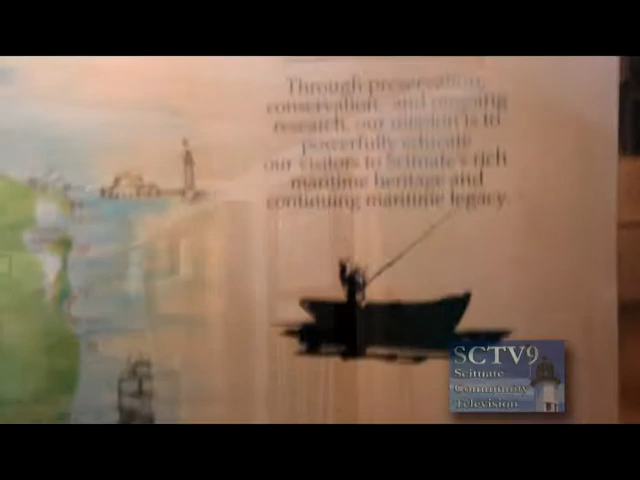 Through preservation,
conservation, and ongoing
research, our mission is to
powerfully educate
our visitors to Scituate's rich
maritime heritage and
continuing maritime legacy.
SCTV9
Scituate
Community
Television